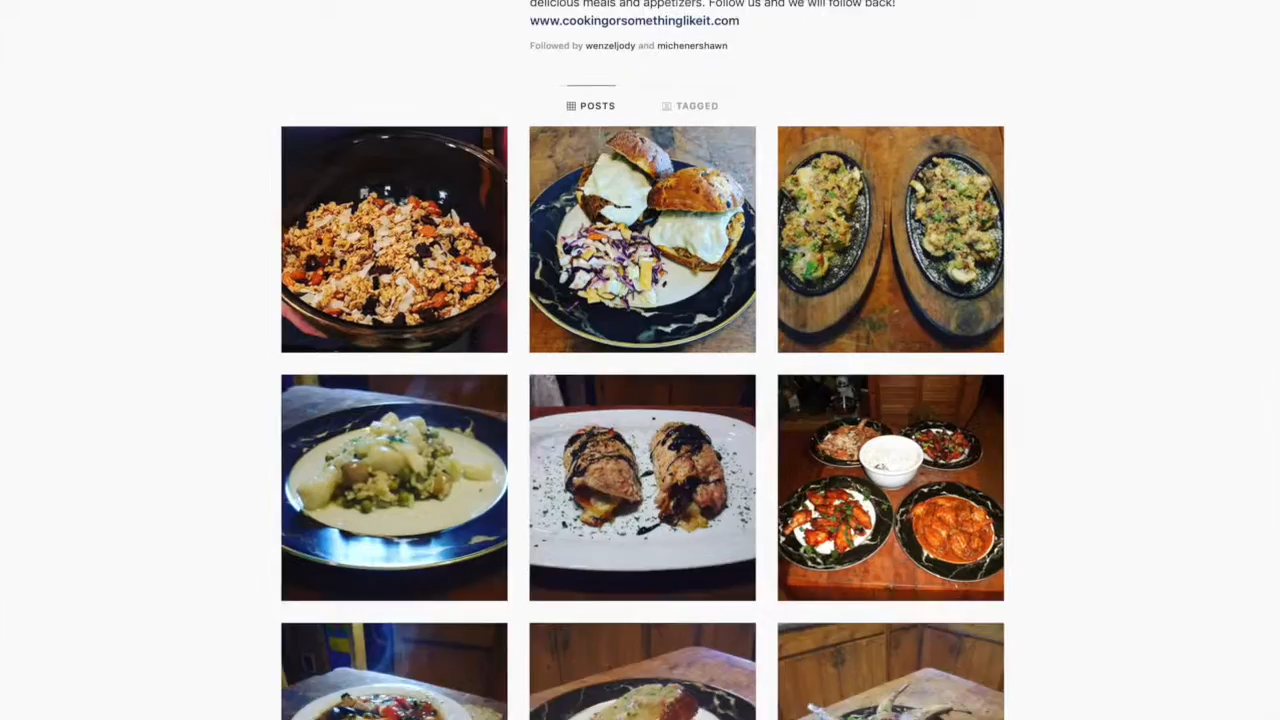 delicious meals and appetizers. Follow us and we will follow back!
www.cookingorsomethinglikeit.com
Followed by wenzeljody and michenershawn
POSTS TAGGED